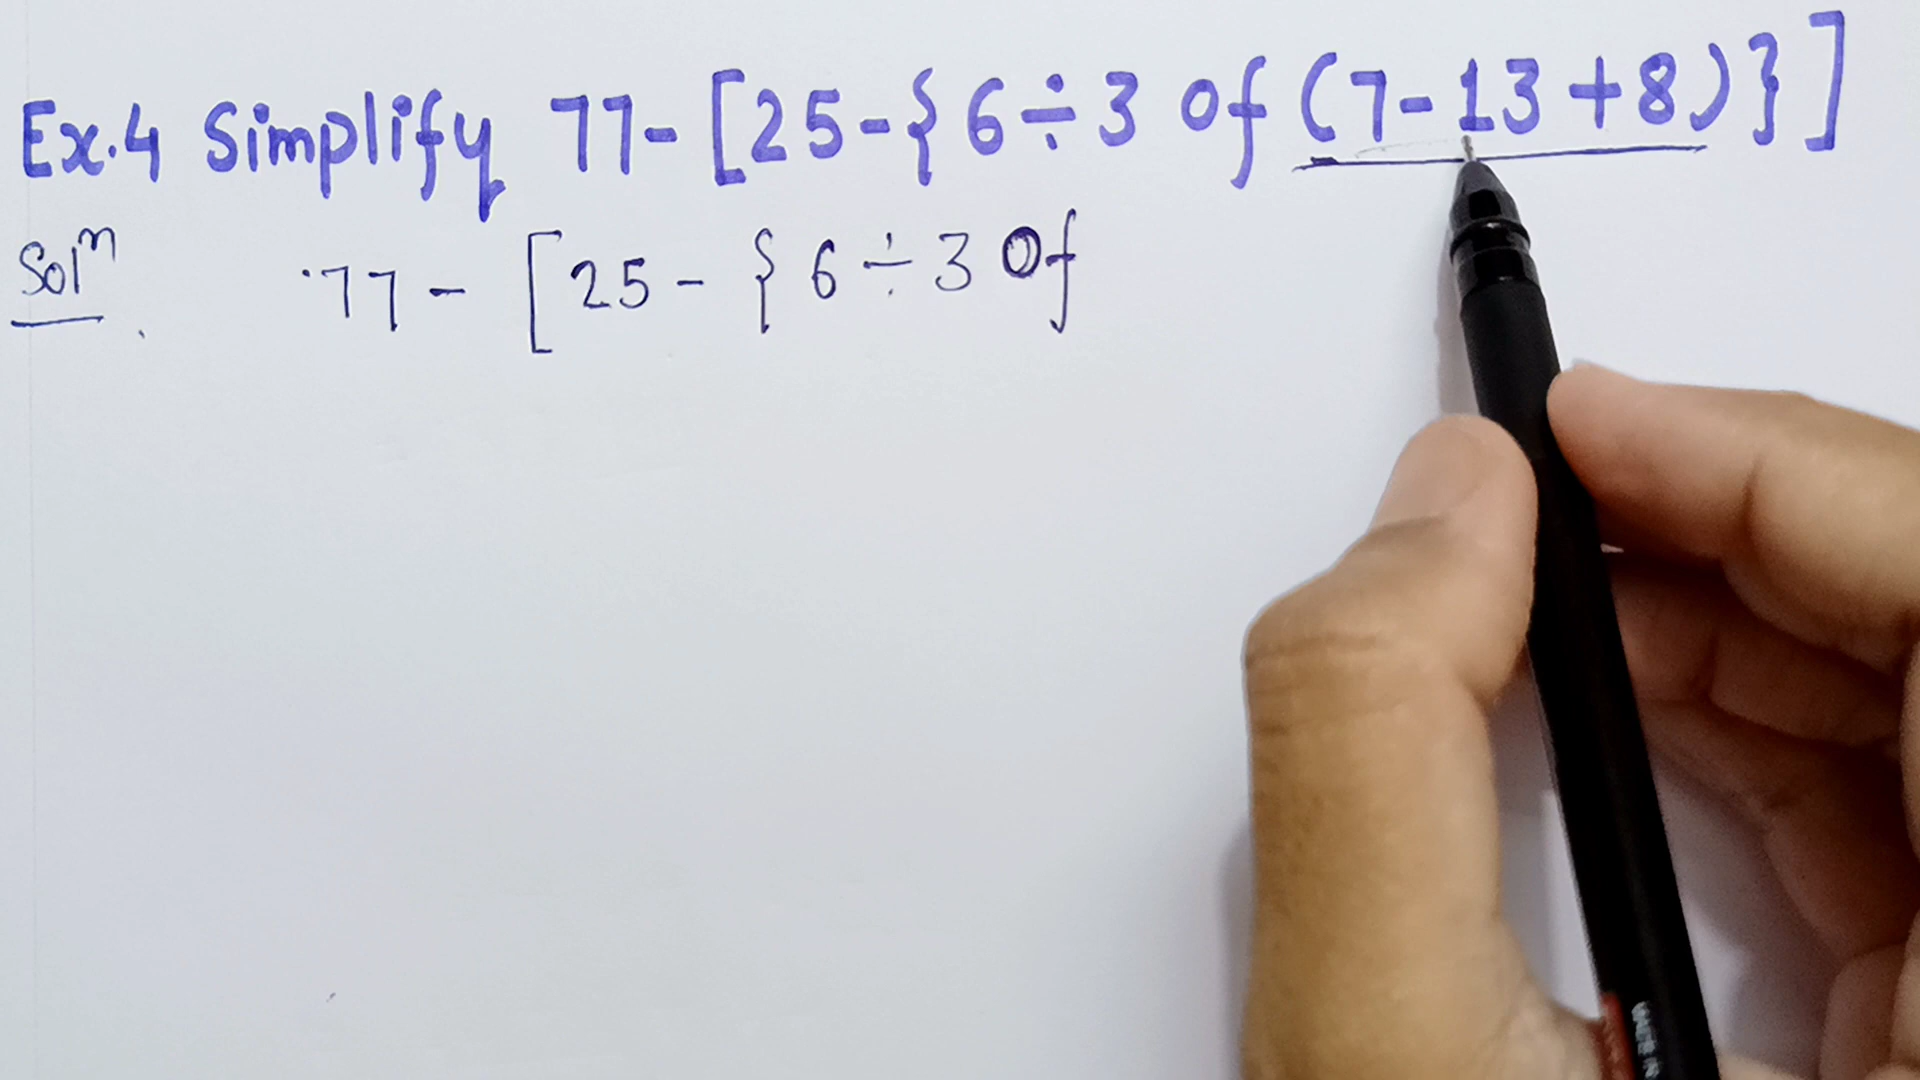 Ex.4 Simplify 77-[25-{6÷3 of (7-13+8)}]
Solⁿ 77 - [25 - {6÷3 Of